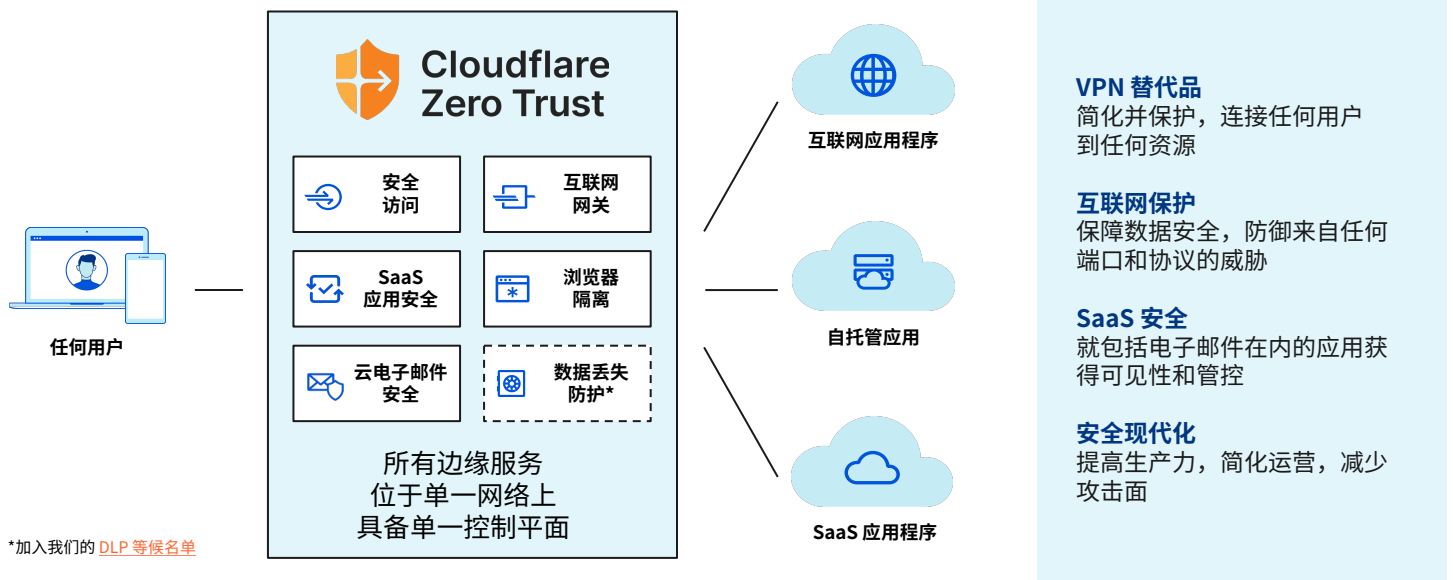 Cloudflare
Zero Trust
安全
访问
互联网
网关
SaaS
应用安全
浏览器
隔离
云电子邮件
安全
数据丢失
防护*
所有边缘服务
位于单一网络上
具备单一控制平面
任何用户
*加入我们的 DLP 等候名单
互联网应用程序
自托管应用
SaaS 应用程序
VPN 替代品
简化并保护，连接任何用户
到任何资源
互联网保护
保障数据安全，防御来自任何
端口和协议的威胁
SaaS 安全
就包括电子邮件在内的应用获
得可见性和管控
安全现代化
提高生产力，简化运营，减少
攻击面